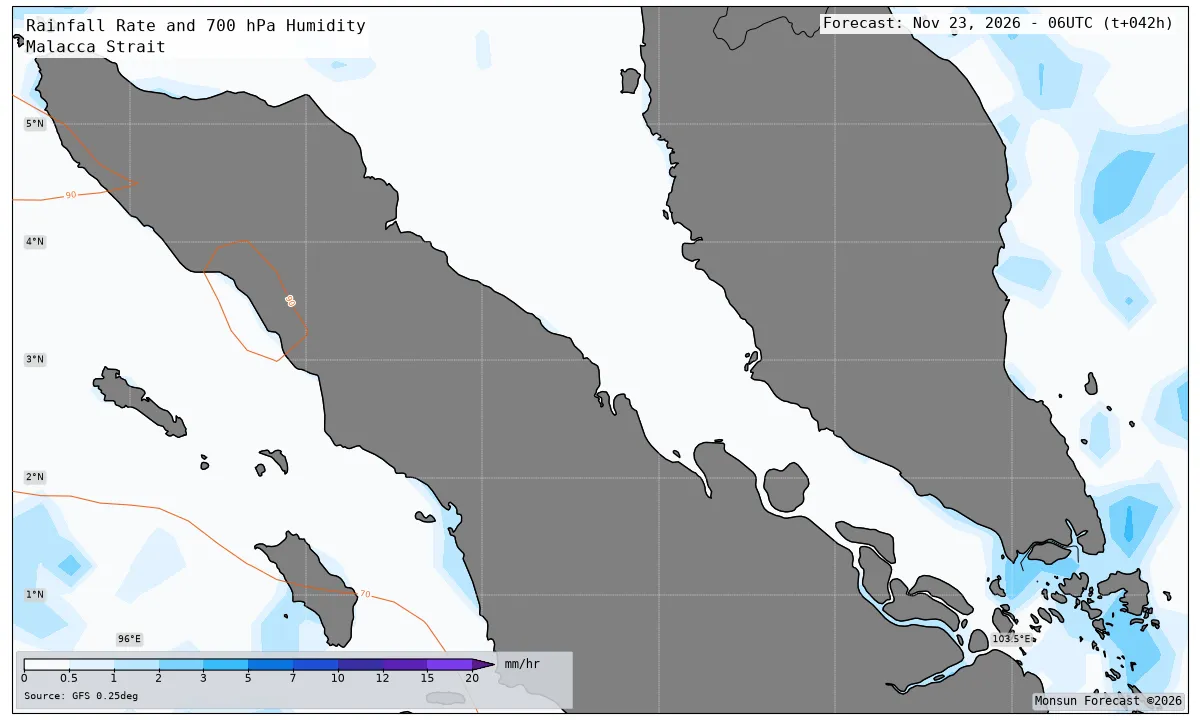 Rainfall Rate and 700 hPa Humidity
Malacca Strait
Forecast: Nov 23, 2026 - 06UTC (t+042h)
5°N
90
4°N
90
3°N
2°N
1°N
70
96°E
103.5°E
0 0.5 1 2 3 5 7 10 12 15 20 mm/hr
Source: GFS 0.25deg
Monsun Forecast ©2026